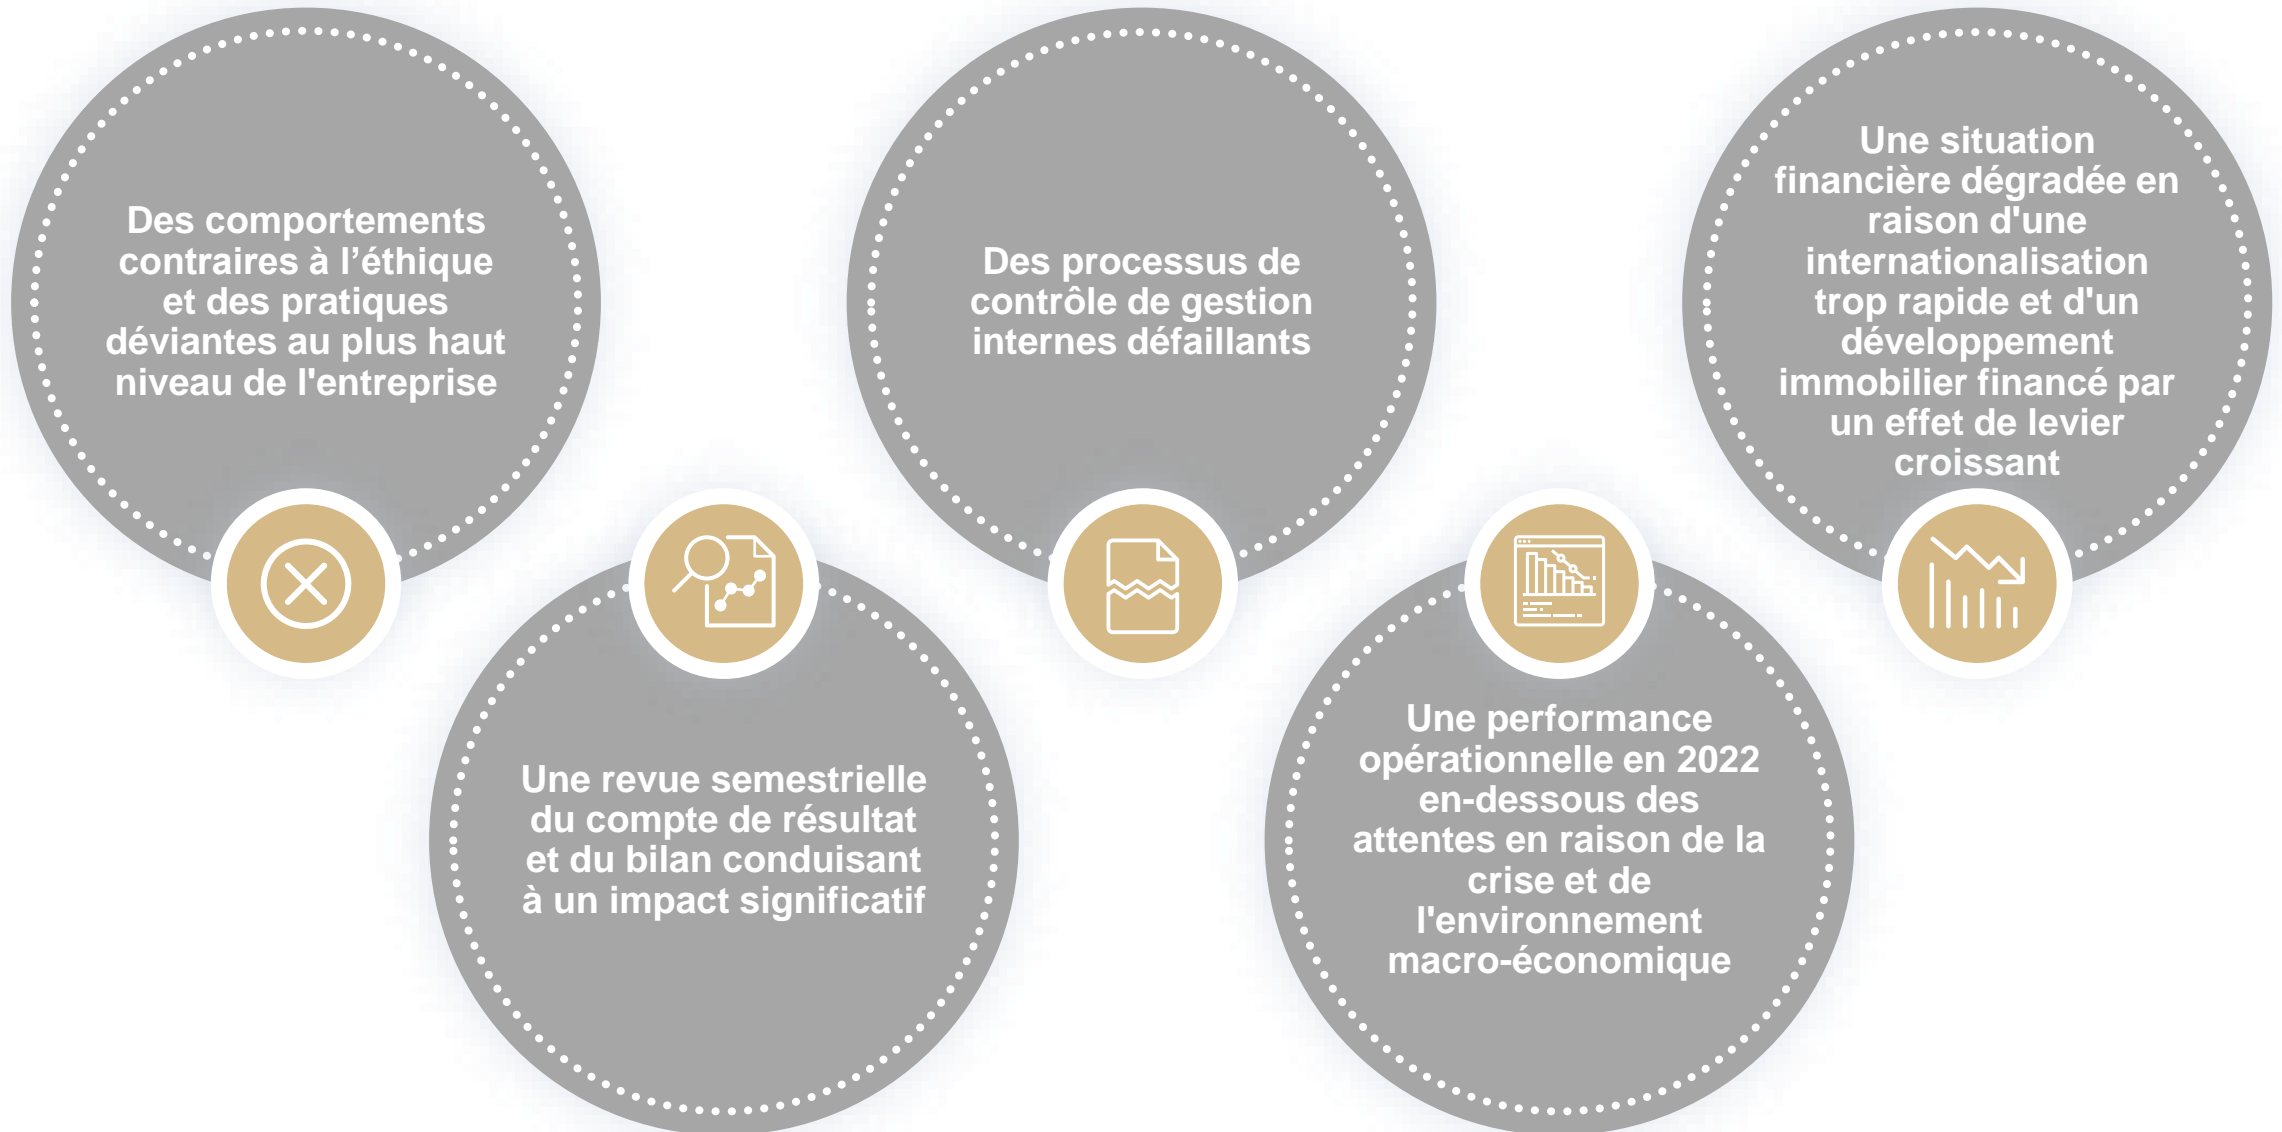 Des comportements
contraires à l’éthique
et des pratiques
déviantes au plus haut
niveau de l'entreprise
Une revue semestrielle
du compte de résultat
et du bilan conduisant
à un impact significatif
Des processus de
contrôle de gestion
internes défaillants
Une performance
opérationnelle en 2022
en-dessous des
attentes en raison de la
crise et de
l'environnement
macro-économique
Une situation
financière dégradée en
raison d'une
internationalisation
trop rapide et d'un
développement
immobilier financé par
un effet de levier
croissant